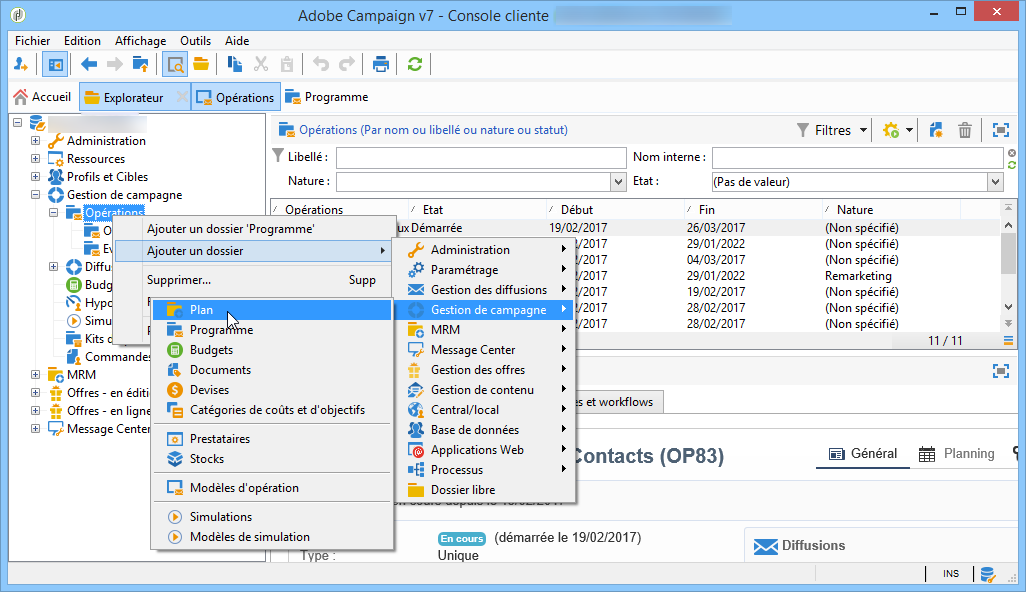 Adobe Campaign v7 - Console cliente
Fichier Edition Affichage Outils Aide
Accueil Explorateur Opérations Programme
Administration
Ressources
Profils et Cibles
Gestion de campagne
Opérations
Diffu
Budg
Hypo
Simu
Kits d
Commandes
MRM
Offres - en éditi
Offres - en ligne
Message Center
Opérations (Par nom ou libellé ou nature ou statut)
Filtres
Libellé :
Nom interne :
Nature :
Etat :
(Pas de valeur)
Opérations Etat Début Fin Nature
ux Démarrée 19/02/2017 26/03/2017 (Non spécifié)
2/2017 29/01/2022 (Non spécifié)
2/2017 04/03/2017 (Non spécifié)
2/2017 29/01/2022 Remarketing
2/2017 19/02/2017 (Non spécifié)
2/2017 28/02/2017 (Non spécifié)
2/2017 28/02/2017 (Non spécifié)
11 / 11
Ajouter un dossier 'Programme'
Ajouter un dossier
Supprimer... Supp
Administration
Paramétrage
Gestion des diffusions
Gestion de campagne
MRM
Message Center
Gestion des offres
Gestion de contenu
Central/local
Base de données
Applications Web
Processus
Dossier libre
Plan
Programme
Budgets
Documents
Devises
Catégories de coûts et d'objectifs
Prestataires
Stocks
Modèles d'opération
Simulations
Modèles de simulation
es et workflows
Contacts (OP83)
Général
Planning
En cours (démarrée le 19/02/2017)
Type : Unique
Diffusions
INS